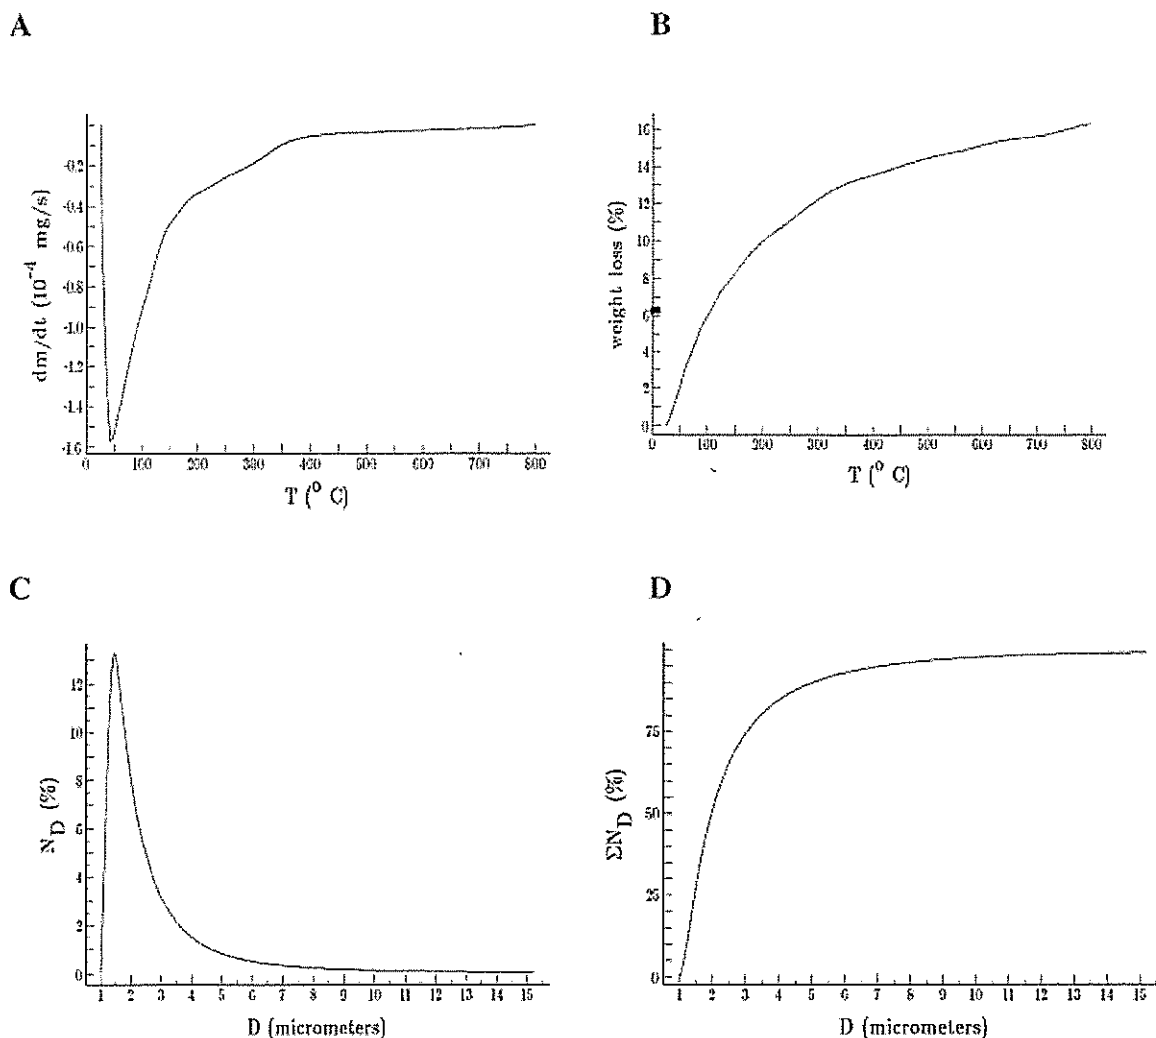 A
B
dm/dt (10⁻⁴ mg/s)
-0.2
-0.4
-0.6
-0.8
-1.0
-1.2
-1.4
-1.6
0 100 200 300 400 500 600 700 800
T (⁰ C)
weight loss (%)
16
14
12
10
8
6
4
2
0
0 100 200 300 400 500 600 700 800
T (⁰ C)
C
D
N_D (%)
12
10
8
6
4
2
0
1 2 3 4 5 6 7 8 9 10 11 12 13 14 15
D (micrometers)
ΣN_D (%)
75
50
25
0
1 2 3 4 5 6 7 8 9 10 11 12 13 14 15
D (micrometers)